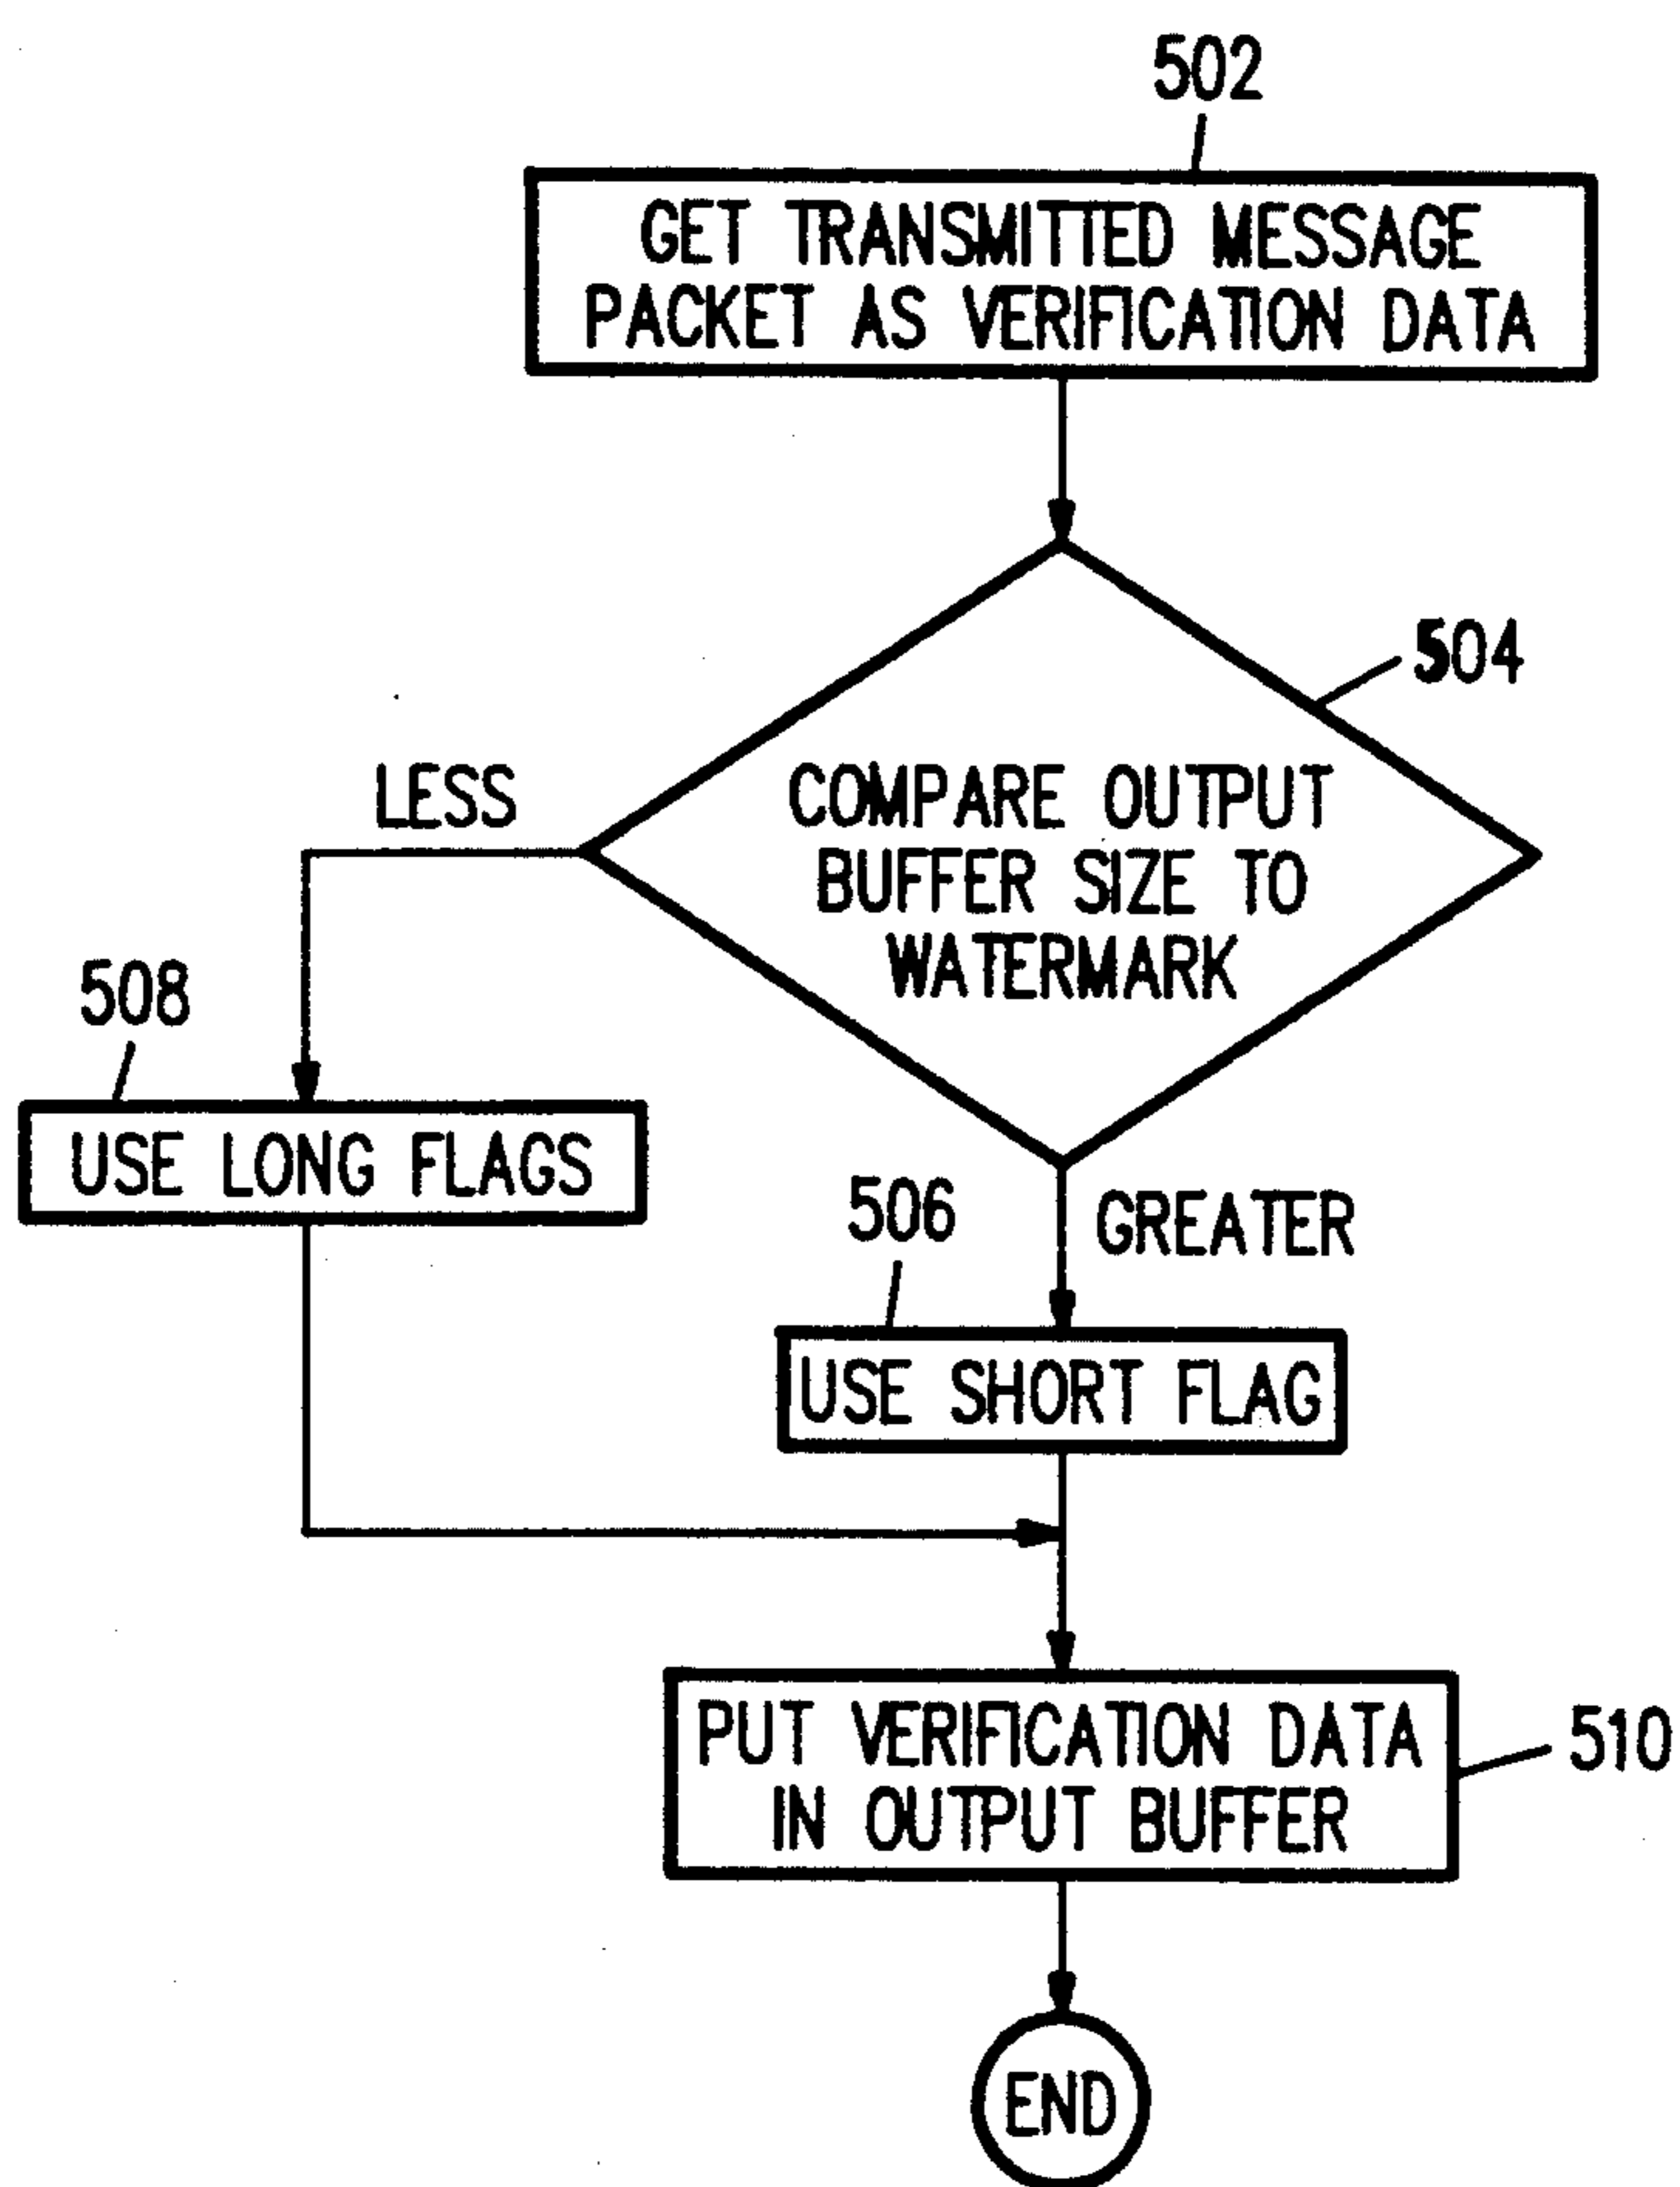 502
GET TRANSMITTED MESSAGE
PACKET AS VERIFICATION DATA
504
COMPARE OUTPUT
BUFFER SIZE TO
WATERMARK
LESS
508
USE LONG FLAGS
506
GREATER
USE SHORT FLAG
PUT VERIFICATION DATA
IN OUTPUT BUFFER
510
END